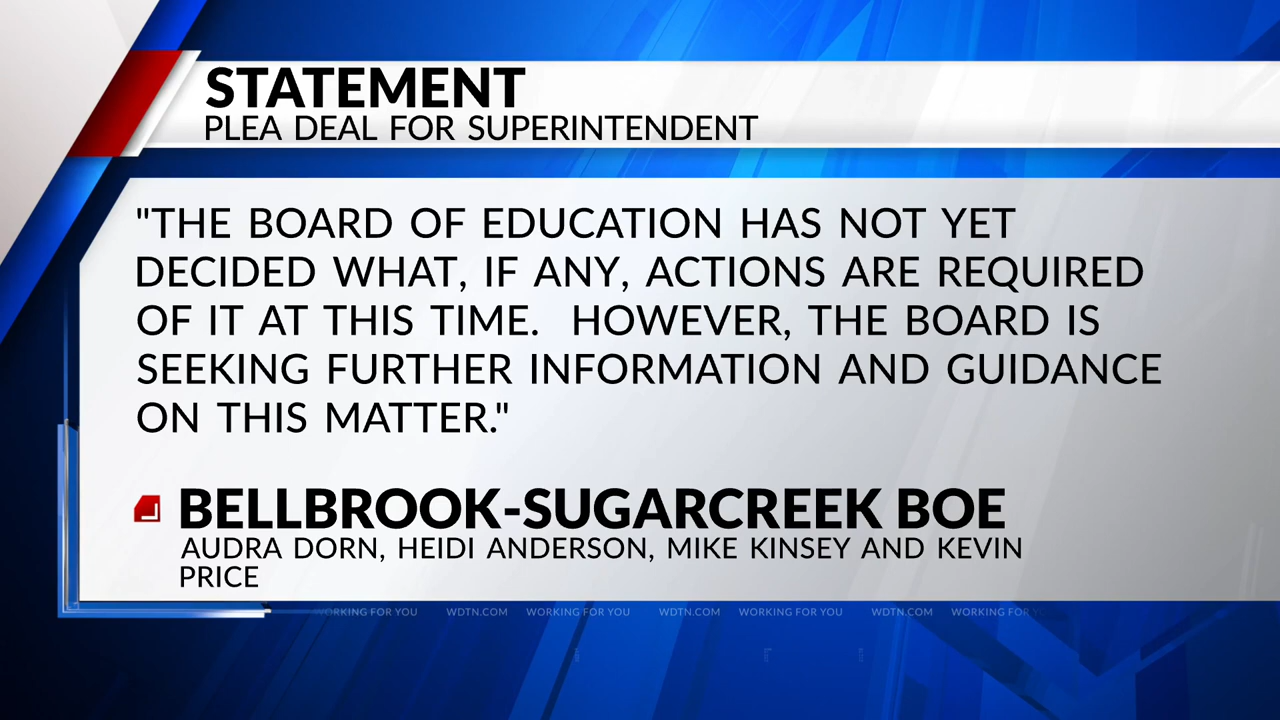 STATEMENT
PLEA DEAL FOR SUPERINTENDENT
"THE BOARD OF EDUCATION HAS NOT YET
DECIDED WHAT, IF ANY, ACTIONS ARE REQUIRED
OF IT AT THIS TIME.  HOWEVER, THE BOARD IS
SEEKING FURTHER INFORMATION AND GUIDANCE
ON THIS MATTER."
BELLBROOK-SUGARCREEK BOE
AUDRA DORN, HEIDI ANDERSON, MIKE KINSEY AND KEVIN
PRICE
WORKING FOR YOU WDTN.COM WORKING FOR YOU WDTN.COM WORKING FOR YOU WDTN.COM WORKING FOR YOU